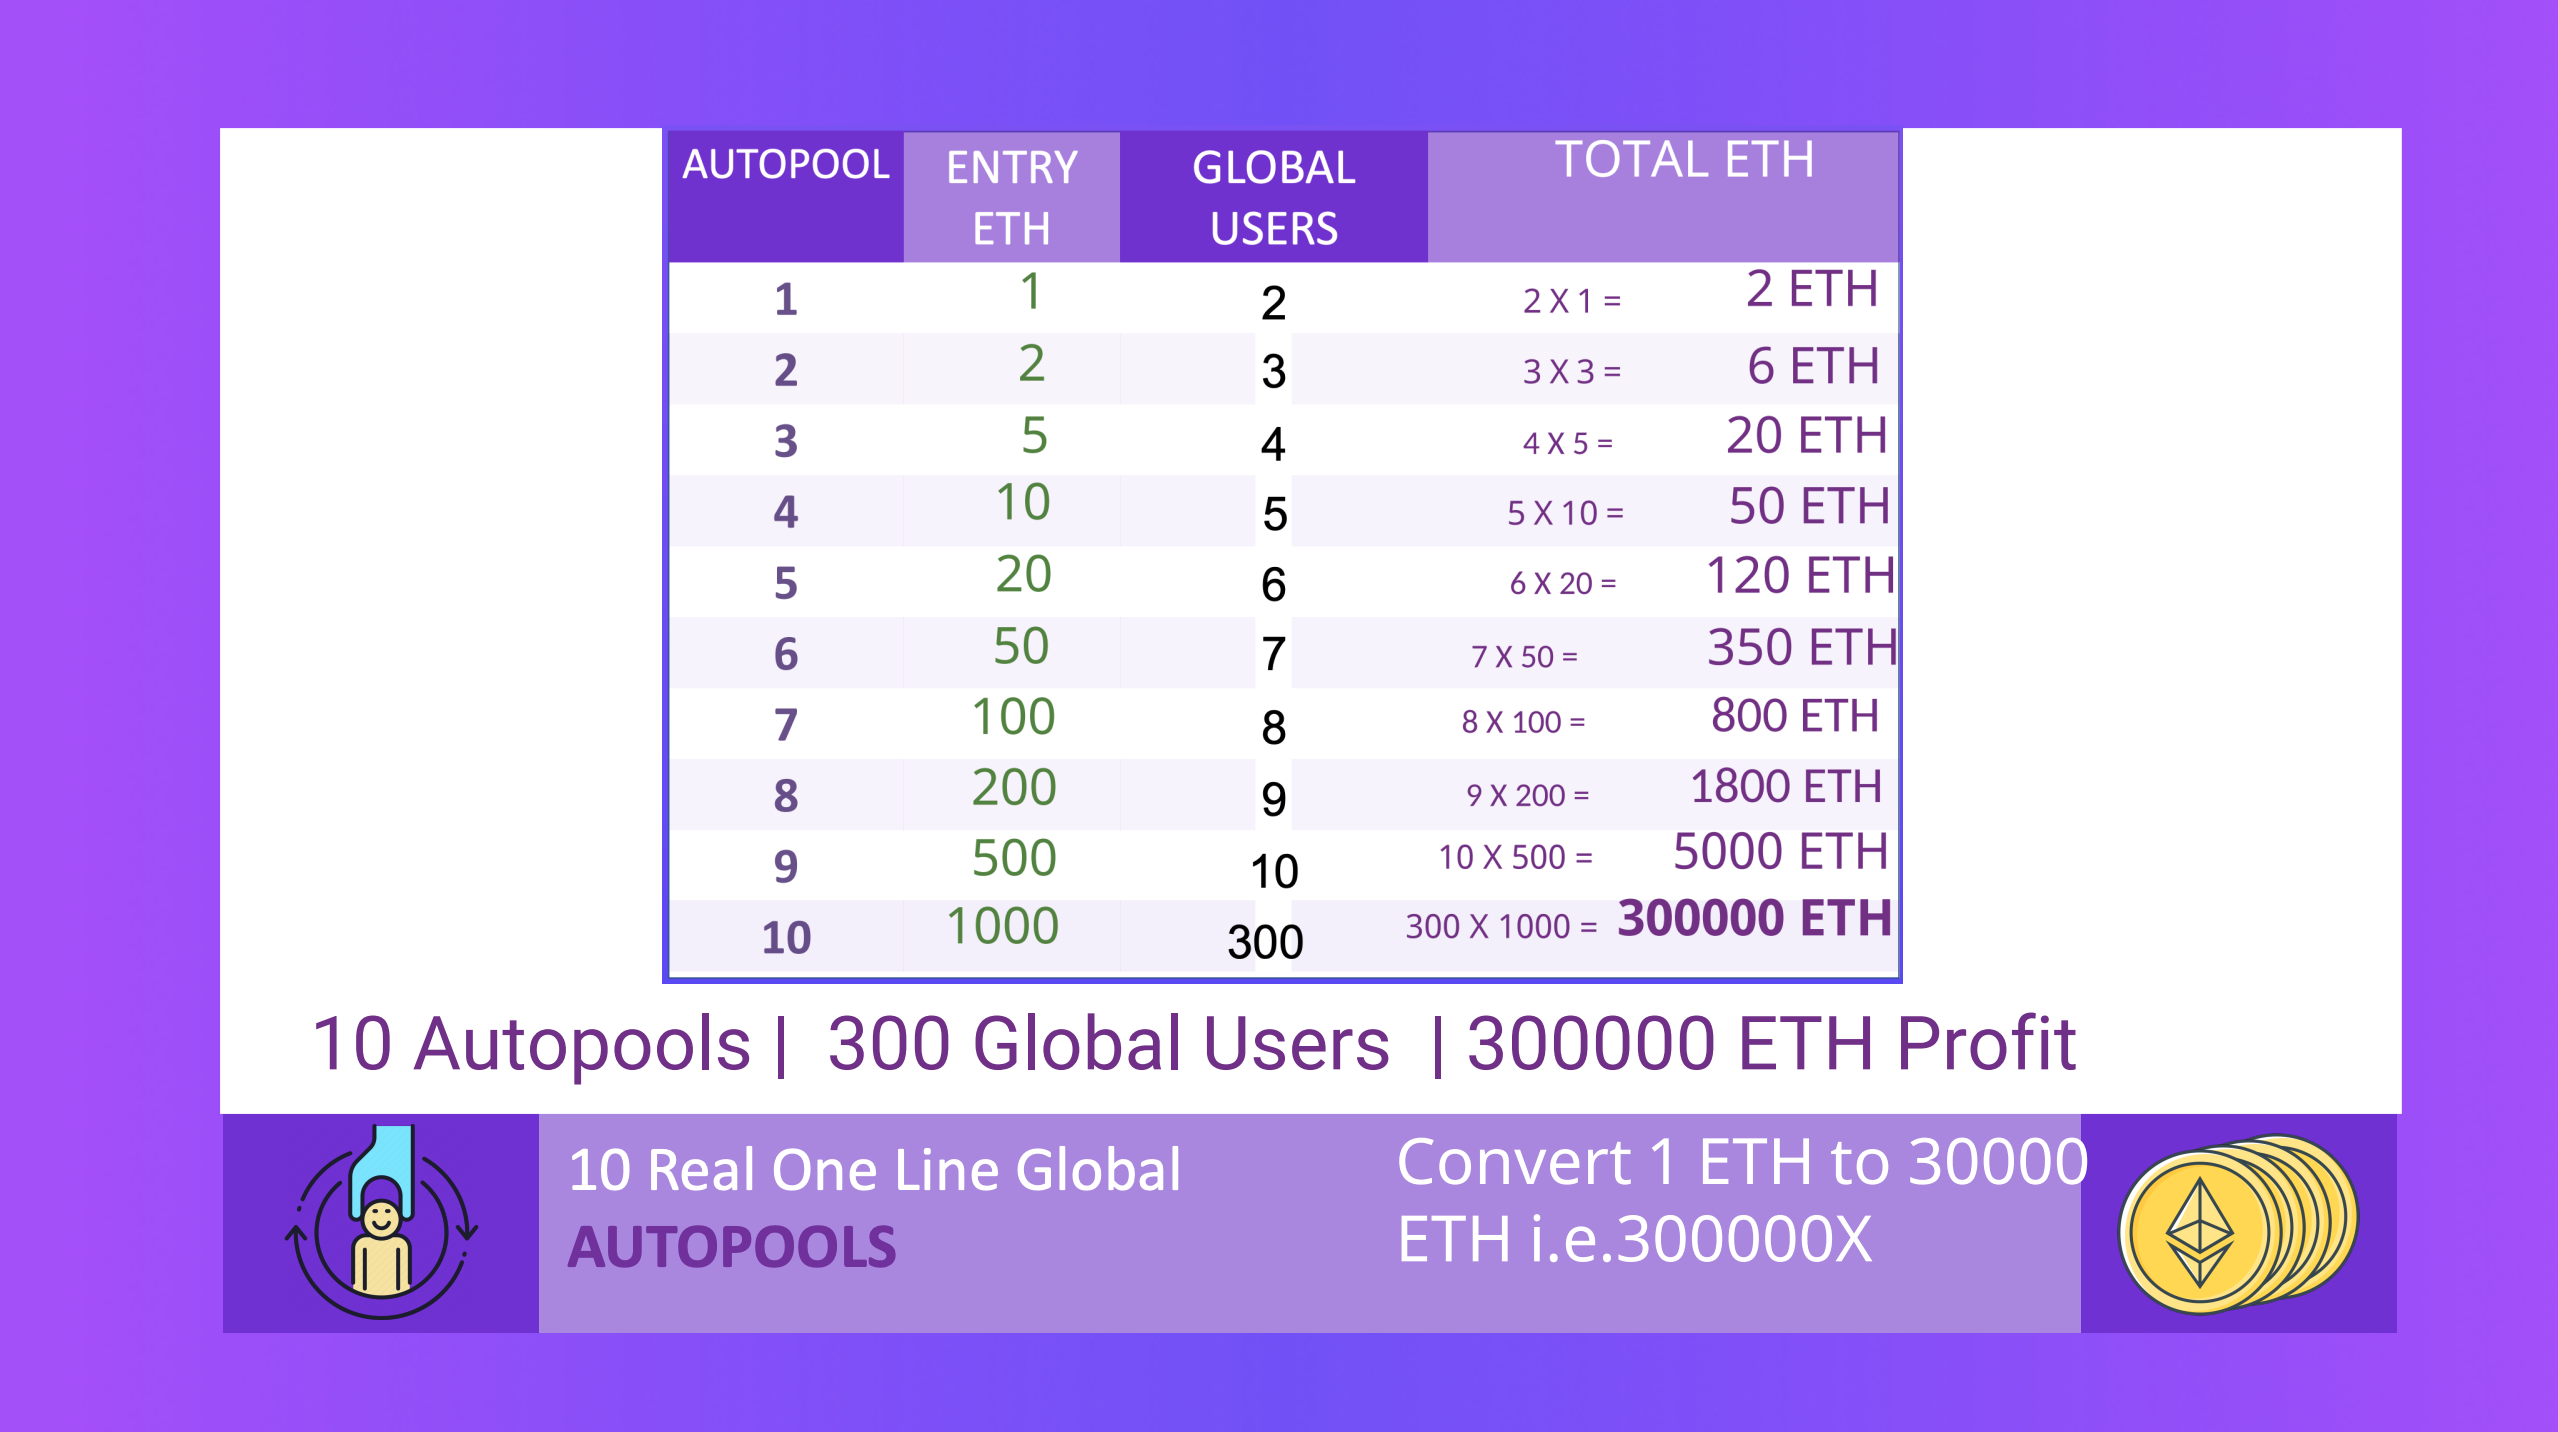 AUTOPOOL ENTRY ETH GLOBAL USERS TOTAL ETH
1 1 2 2 X 1 = 2 ETH
2 2 3 3 X 3 = 6 ETH
3 5 4 4 X 5 = 20 ETH
4 10 5 5 X 10 = 50 ETH
5 20 6 6 X 20 = 120 ETH
6 50 7 7 X 50 = 350 ETH
7 100 8 8 X 100 = 800 ETH
8 200 9 9 X 200 = 1800 ETH
9 500 10 10 X 500 = 5000 ETH
10 1000 300 300 X 1000 = 300000 ETH
10 Autopools | 300 Global Users | 300000 ETH Profit
10 Real One Line Global
AUTOPOOLS
Convert 1 ETH to 30000
ETH i.e.300000X